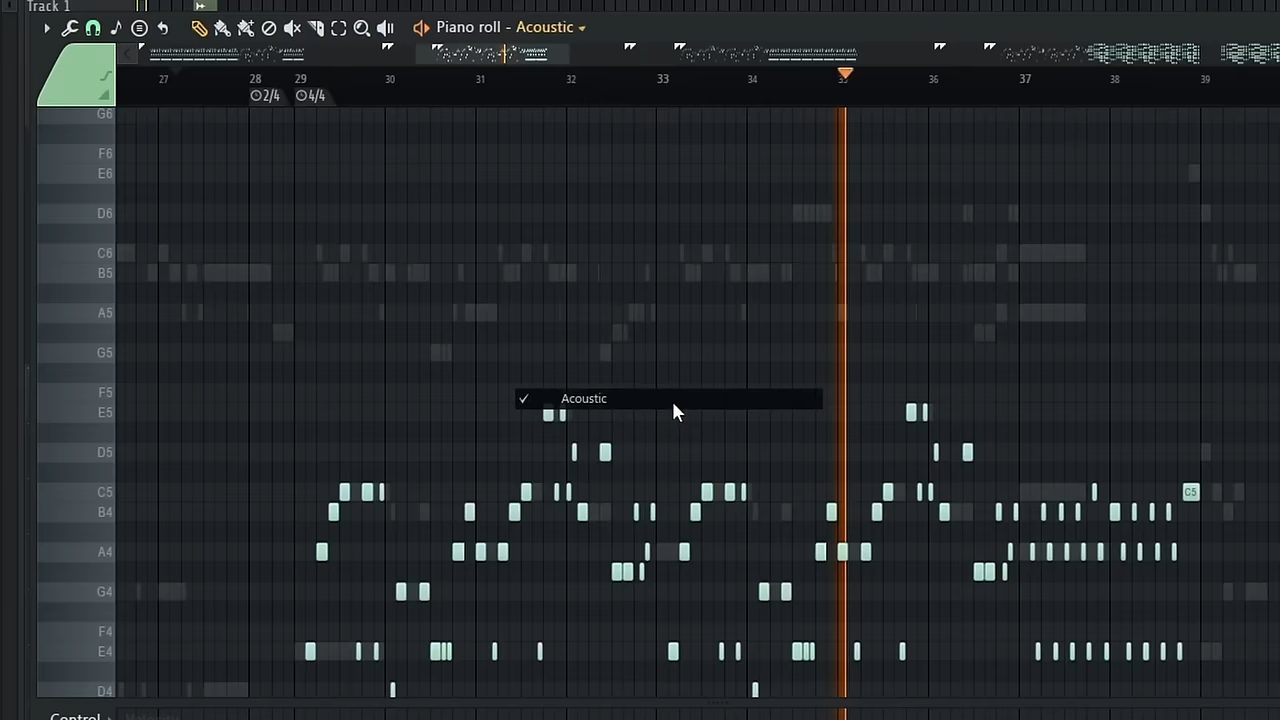 Track 1
Piano roll - Acoustic
27 28 29 30 31 32 33 34 35 36 37 38 39
2/4 4/4
G6
F6
E6
D6
C6
B5
A5
G5
F5
✓ Acoustic
E5
D5
C5 C5
B4
A4
G4
F4
E4
D4
Control